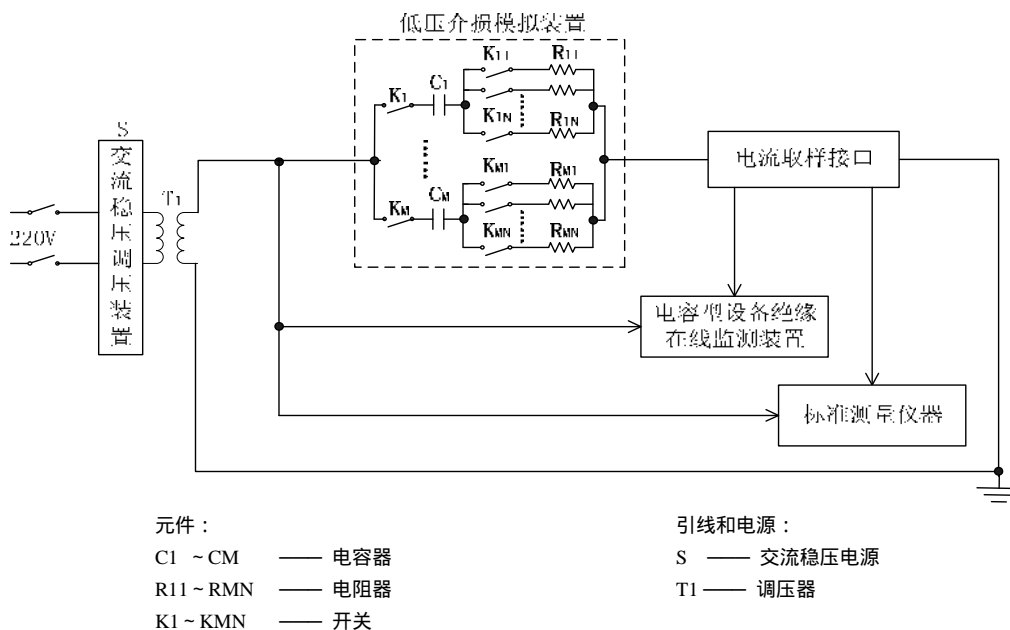 低压介损模拟装置
K11
R11
C1
K1
K1N
R1N
KM1
RM1
CM
KM
KMN
RMN
S
交流稳压调压装置
T1
220V
电流取样接口
电容型设备绝缘
在线监测装置
标准测量仪器
元件:
C1 ~ CM —— 电容器
R11 ~ RMN —— 电阻器
K1 ~ KMN —— 开关
引线和电源:
S —— 交流稳压电源
T1 —— 调压器